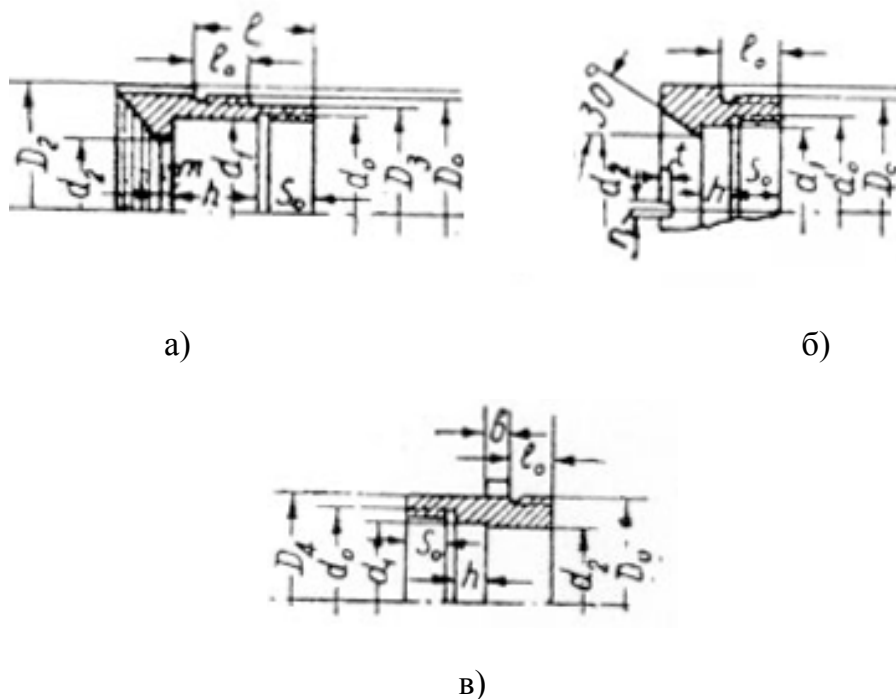 l
l₀
D₂
d₂
m
h
d₁
S₀
d₀
D₃
D₀
а)
l₀
30°
d₂
t
h
S₀
d₁
d₀
D₀
б)
в
l₀
D₄
d₀
d₁
S₀
h
d₂
D₀
в)